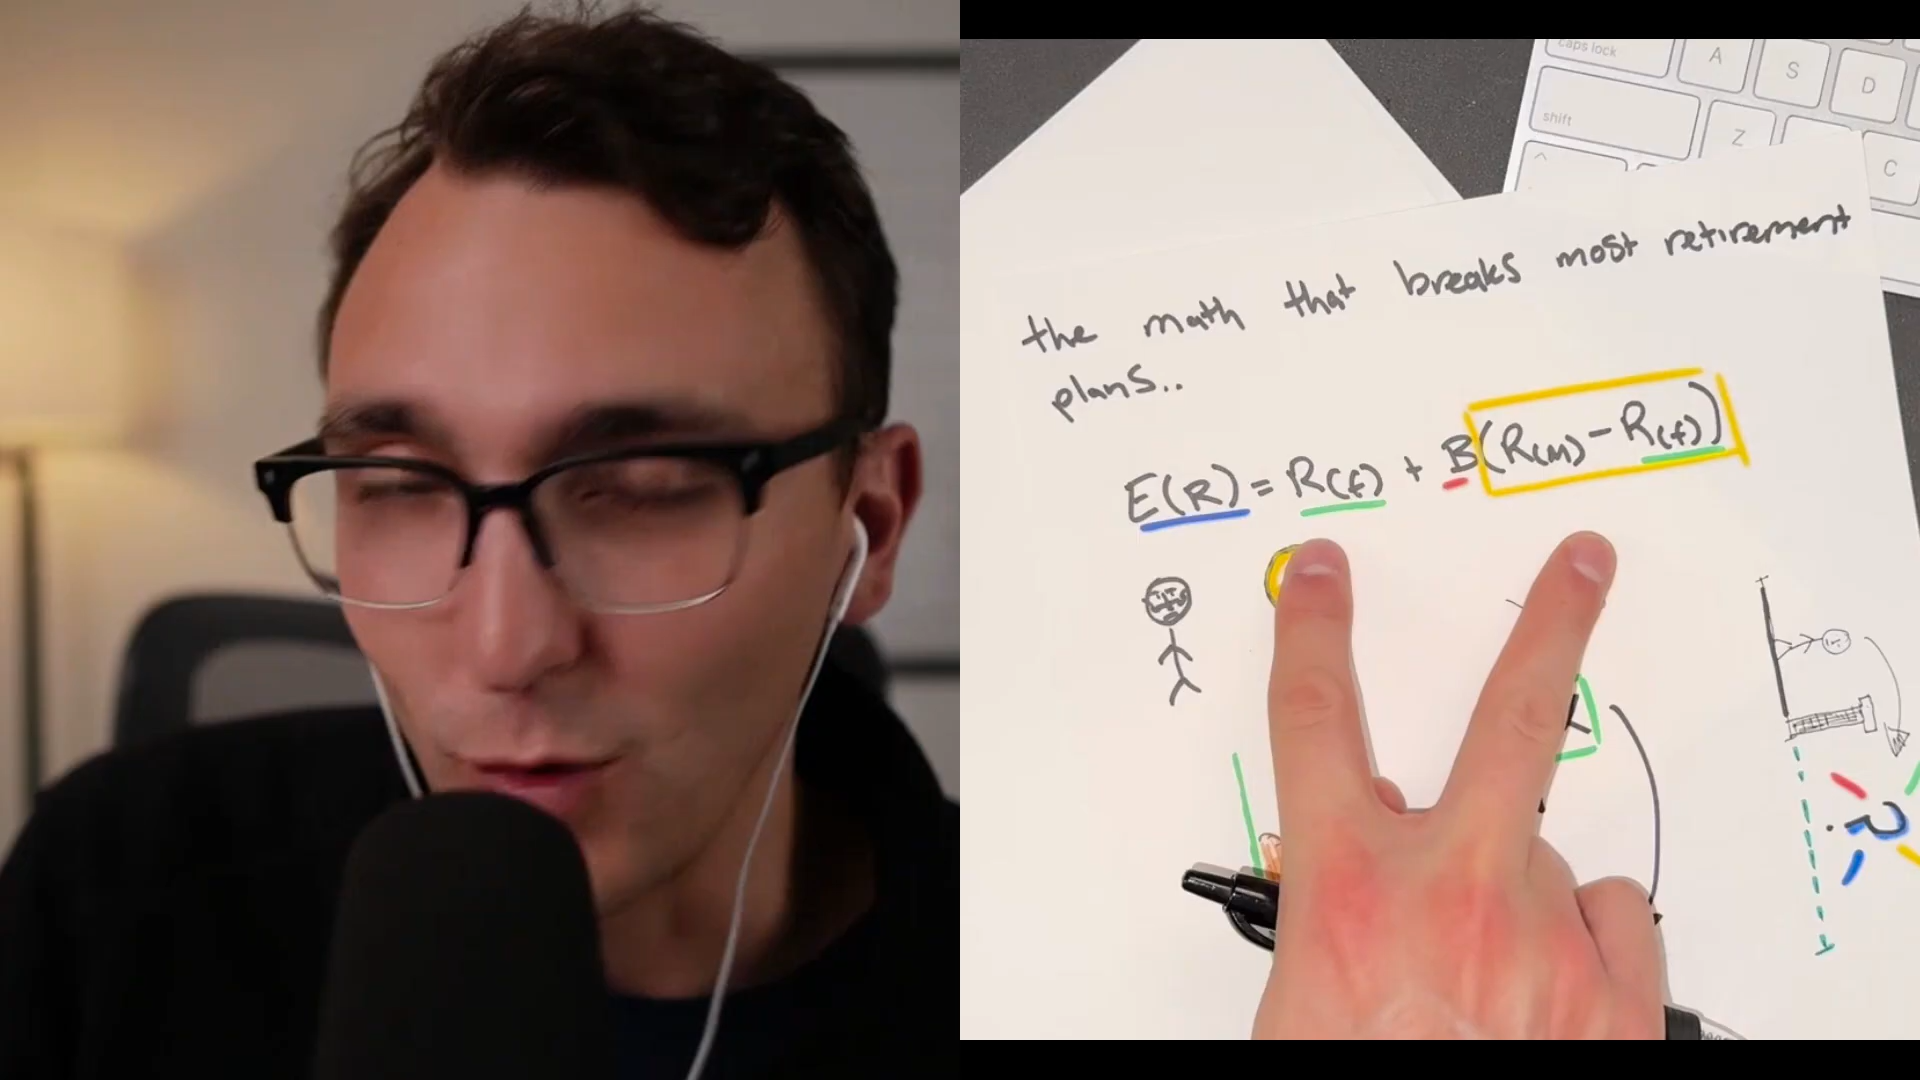 caps lock
A
S
D
shift
Z
C
the math that breaks most retirement
plans..
E(R) = R(f) + B(R(m) - R(f))
?